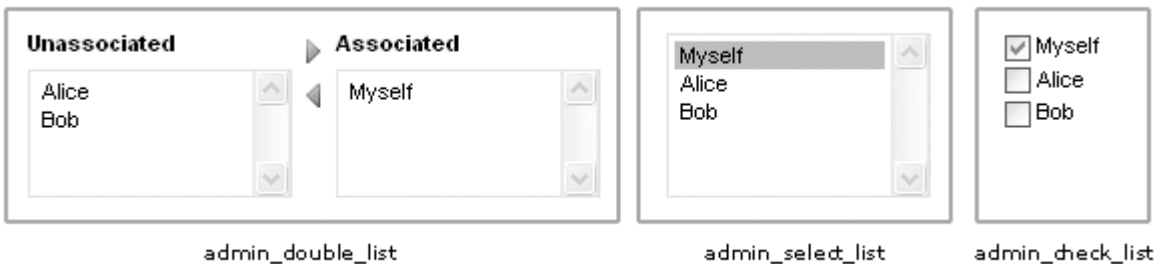 Unassociated
Associated
Alice
Bob
Myself
Myself
Alice
Bob
Myself
Alice
Bob
admin_double_list
admin_select_list
admin_check_list